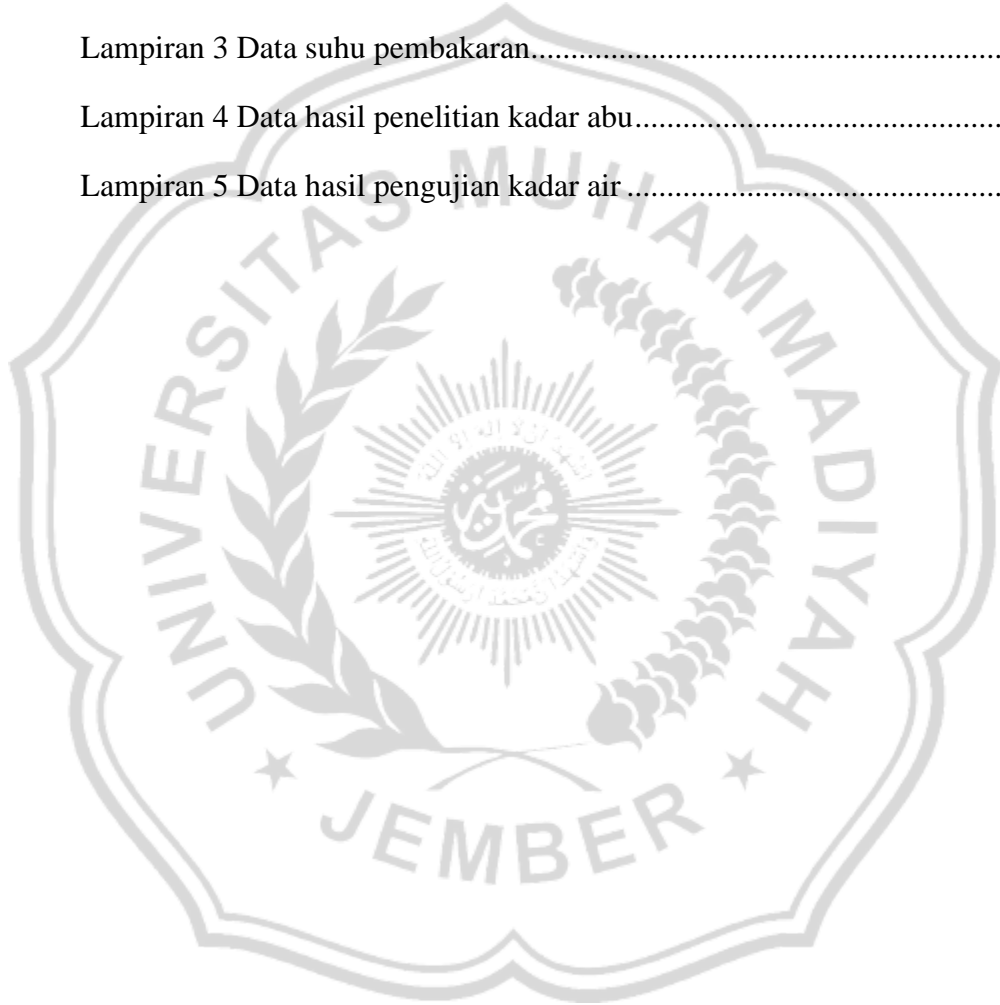 Lampiran 3 Data suhu pembakaran..........................................................
Lampiran 4 Data hasil penelitian kadar abu.............................................
Lampiran 5 Data hasil pengujian kadar air ..............................................
UNIVERSITAS MUHAMMADIYAH
JEMBER